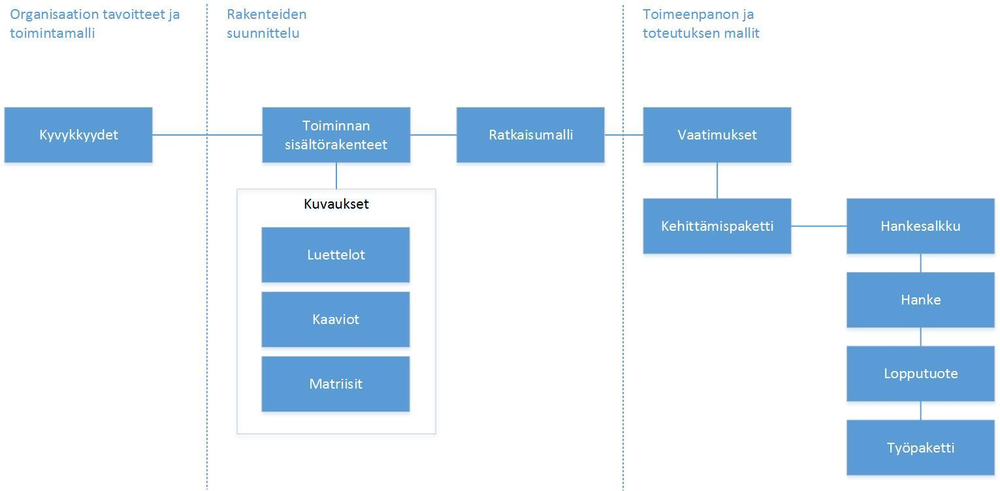 Organisaation tavoitteet ja
toimintamalli
Rakenteiden
suunnittelu
Toimeenpanon ja
toteutuksen mallit
Kyvykkyydet
Toiminnan
sisältörakenteet
Ratkaisumalli
Vaatimukset
Kuvaukset
Luettelot
Kaaviot
Matriisit
Kehittämispaketti
Hankesalkku
Hanke
Lopputuote
Työpaketti